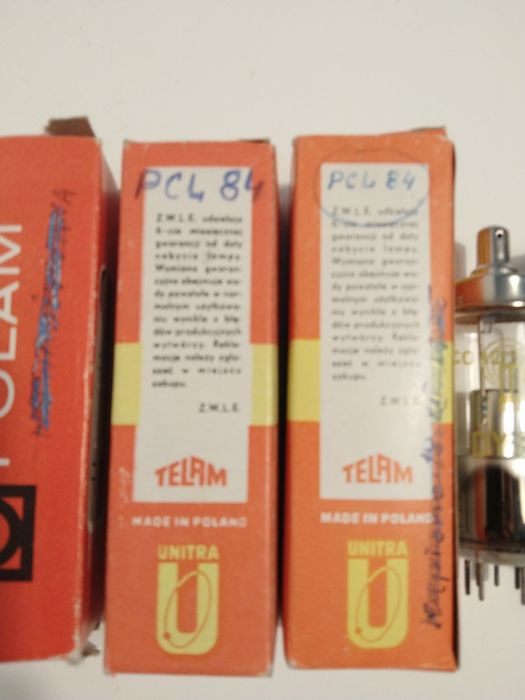 POLAM
PCL 84
Z.W.L.E. udziela
6-cio miesięcznej
gwarancji od daty
nabycia lampy.
Wymiana gwaran-
cyjna obejmuje wa-
dy powstałe w nor-
malnym użytkowa-
niu wynikłe z błę-
dów produkcyjnych
wytwórcy. Rekla-
macje należy zgła-
szać w miejscu
zakupu.
Z.W.L.E.
TELAM
MADE IN POLAND
UNITRA
U
PCL 84
Z.W.L.E. udziela
6-cio miesięcznej
gwarancji od daty
nabycia lampy.
Wymiana gwaran-
cyjna obejmuje wa-
dy powstałe w nor-
malnym użytkowa-
niu wynikłe z błę-
dów produkcyjnych
wytwórcy. Rekla-
macje należy zgła-
szać w miejscu
zakupu.
Z.W.L.E.
TELAM
MADE IN POLAND
UNITRA
U